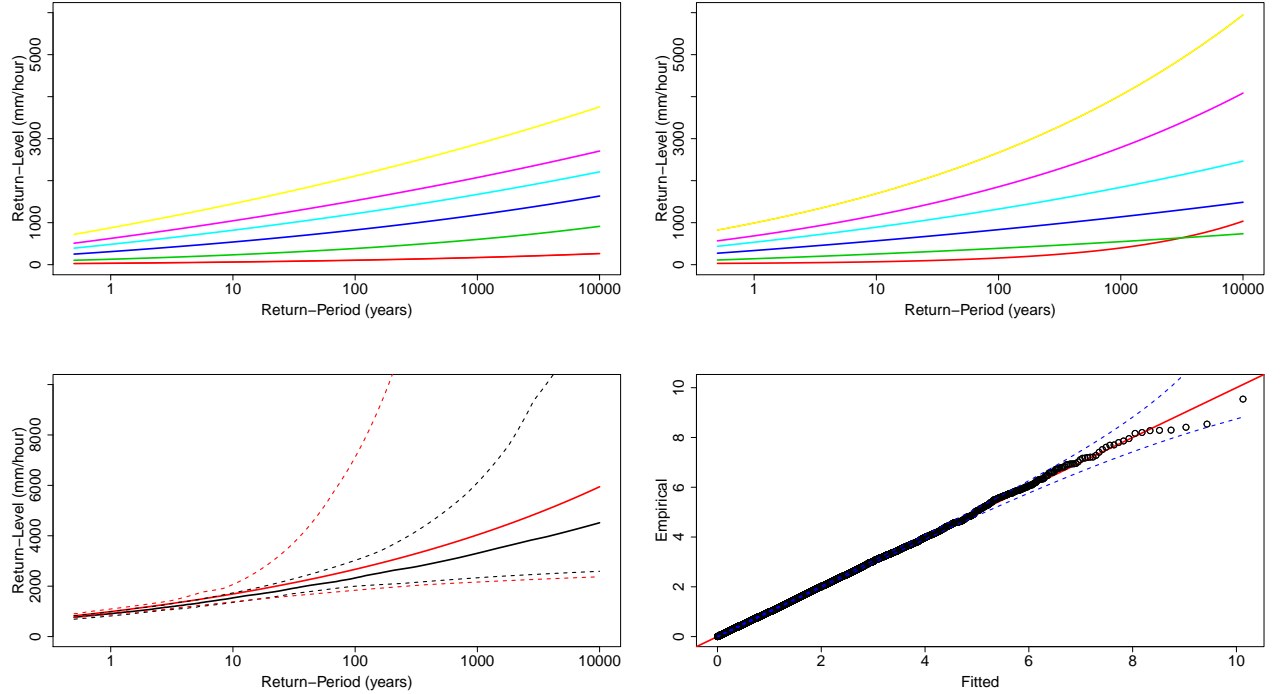 Return−Level (mm/hour)
0 1000 3000 5000
1 10 100 1000 10000
Return−Period (years)
Return−Level (mm/hour)
0 1000 3000 5000
1 10 100 1000 10000
Return−Period (years)
Return−Level (mm/hour)
0 2000 4000 6000 8000
1 10 100 1000 10000
Return−Period (years)
Empirical
0 2 4 6 8 10
0 2 4 6 8 10
Fitted